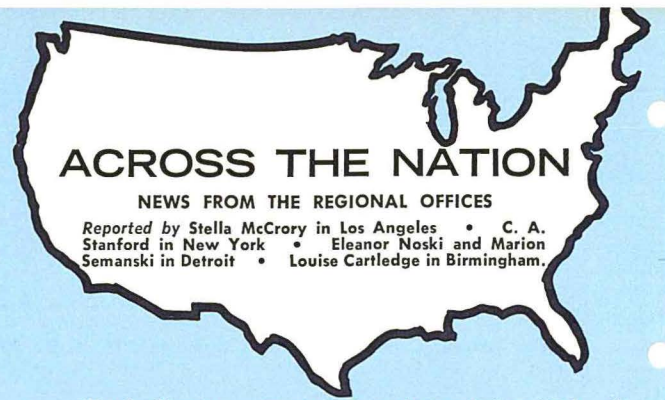 ACROSS THE NATION
NEWS FROM THE REGIONAL OFFICES
Reported by Stella McCrory in Los Angeles • C. A.
Stanford in New York • Eleanor Noski and Marion
Semanski in Detroit • Louise Cartledge in Birmingham.